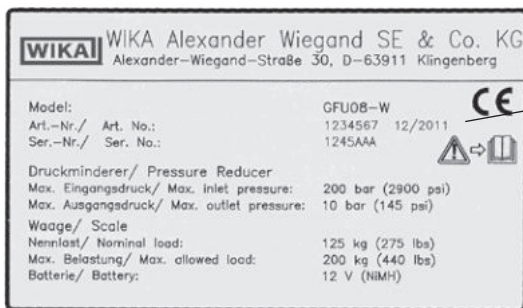 WIKA WIKA Alexander Wiegand SE & Co. KG
Alexander-Wiegand-Straße 30, D-63911 Klingenberg
Model: GFU08-W CE
Art.-Nr./ Art. No.: 1234567 12/2011
Ser.-Nr./ Ser. No.: 1245AAA
Druckminderer/ Pressure Reducer
Max. Eingangsdruck/ Max. inlet pressure: 200 bar (2900 psi)
Max. Ausgangsdruck/ Max. outlet pressure: 10 bar (145 psi)
Waage/ Scale
Nennlast/ Nominal load: 125 kg (275 lbs)
Max. Belastung/ Max. allowed load: 200 kg (440 lbs)
Batterie/ Battery: 12 V (NiMH)